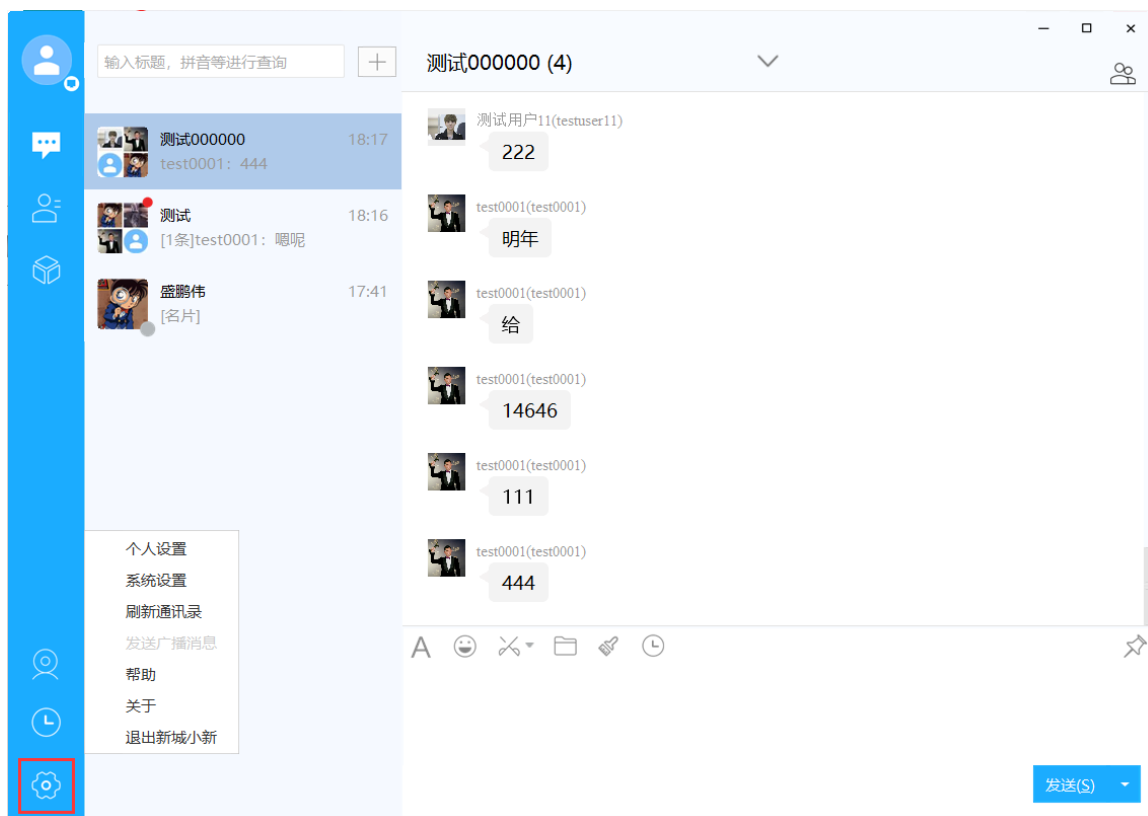 输入标题，拼音等进行查询
测试000000
18:17
test0001：444
测试
18:16
[1条]test0001：嗯呢
盛鹏伟
17:41
[名片]
个人设置
系统设置
刷新通讯录
发送广播消息
帮助
关于
退出新城小新
测试000000 (4)
测试用户11(testuser11)
222
test0001(test0001)
明年
test0001(test0001)
给
test0001(test0001)
14646
test0001(test0001)
111
test0001(test0001)
444
发送(S)